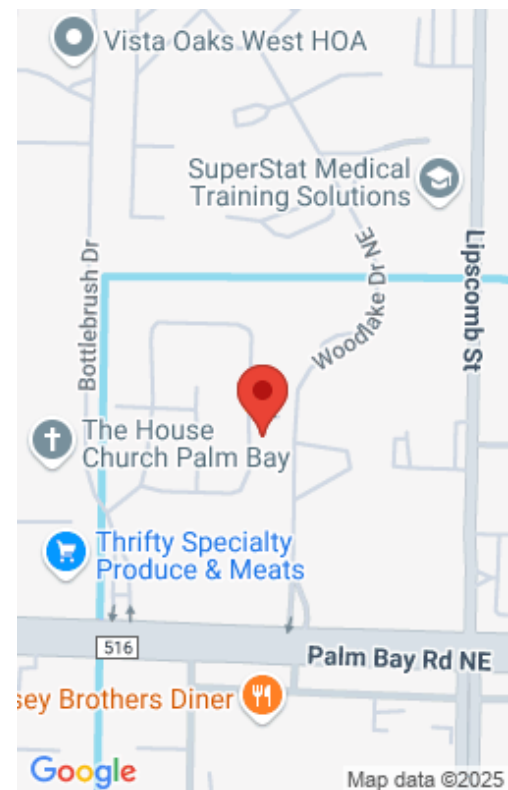 Vista Oaks West HOA
SuperStat Medical
Training Solutions
Lipscomb St
Woodlake Dr NE
Bottlebrush Dr
The House
Church Palm Bay
Thrifty Specialty
Produce & Meats
516
Palm Bay Rd NE
sey Brothers Diner
Google
Map data ©2025